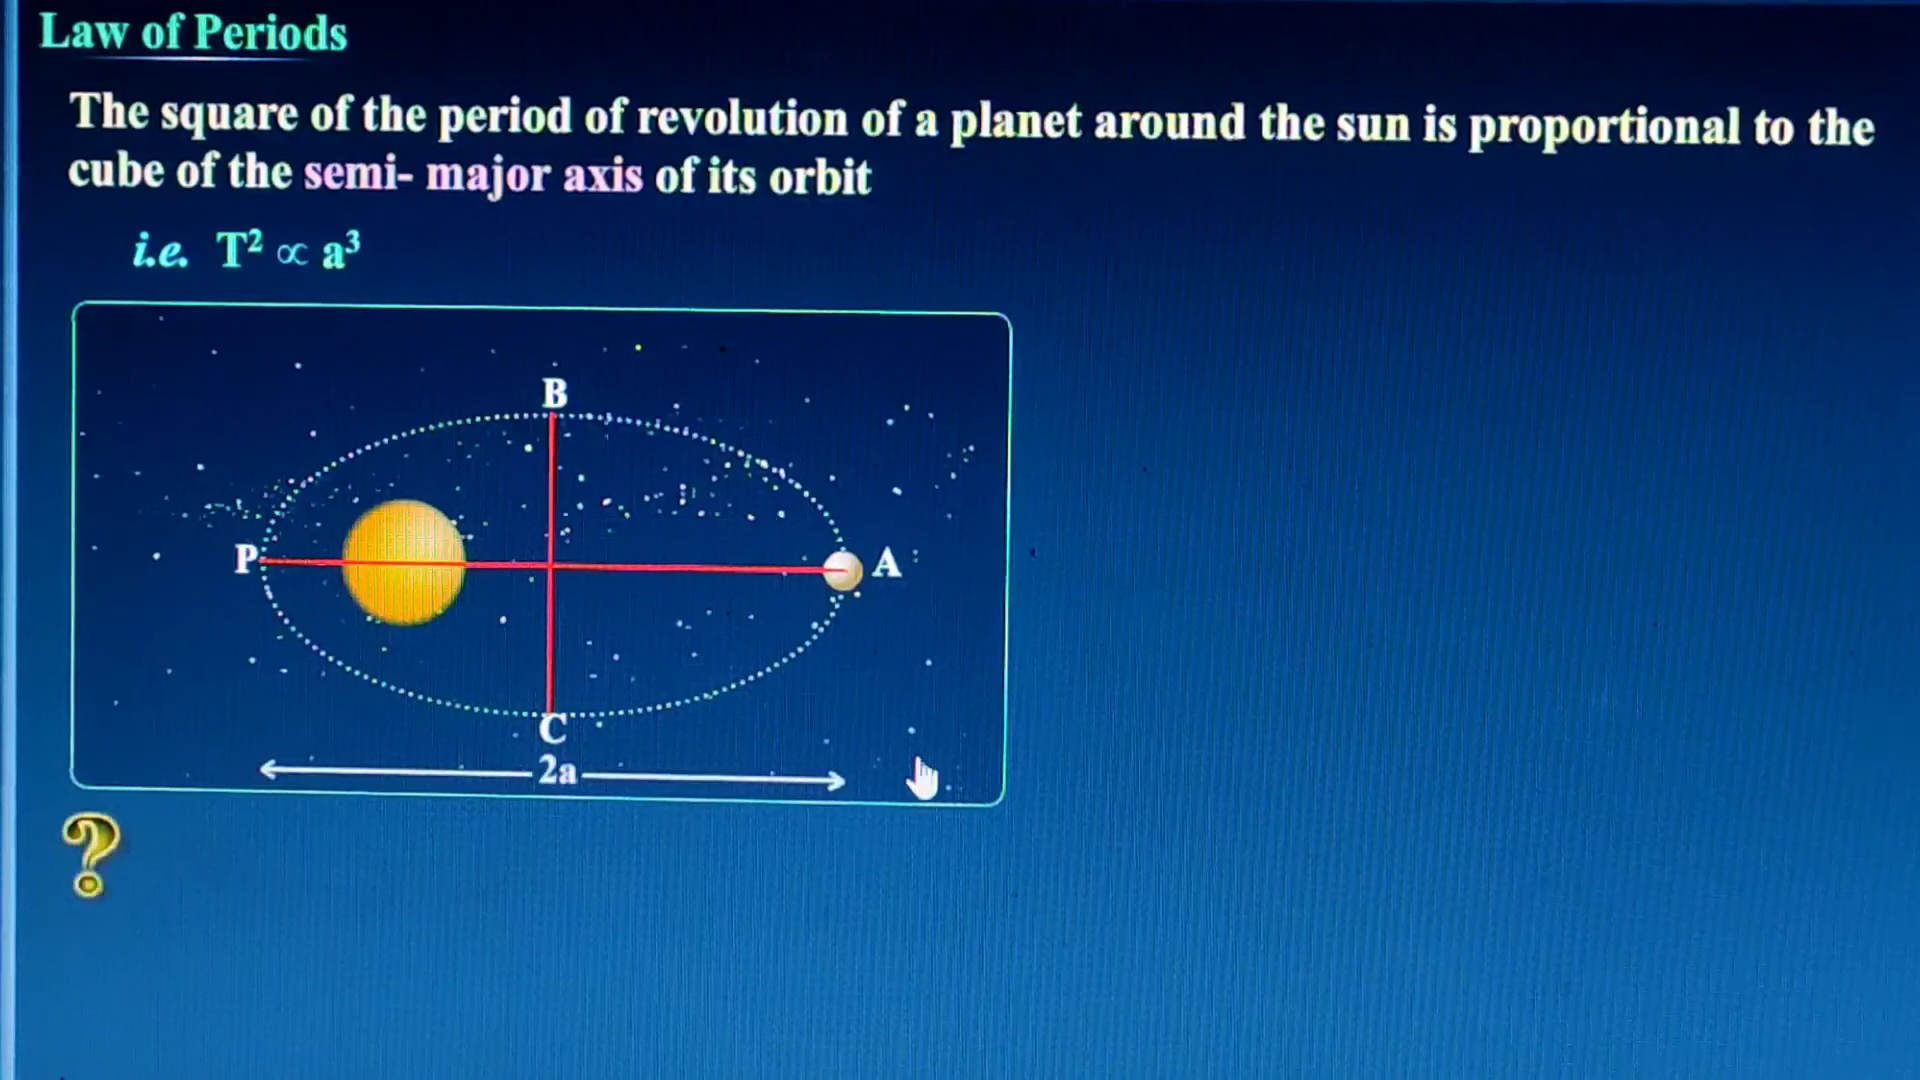 Law of Periods
The square of the period of revolution of a planet around the sun is proportional to the
cube of the semi- major axis of its orbit
i.e. T² ∝ a³
B
P
A
C
2a
?